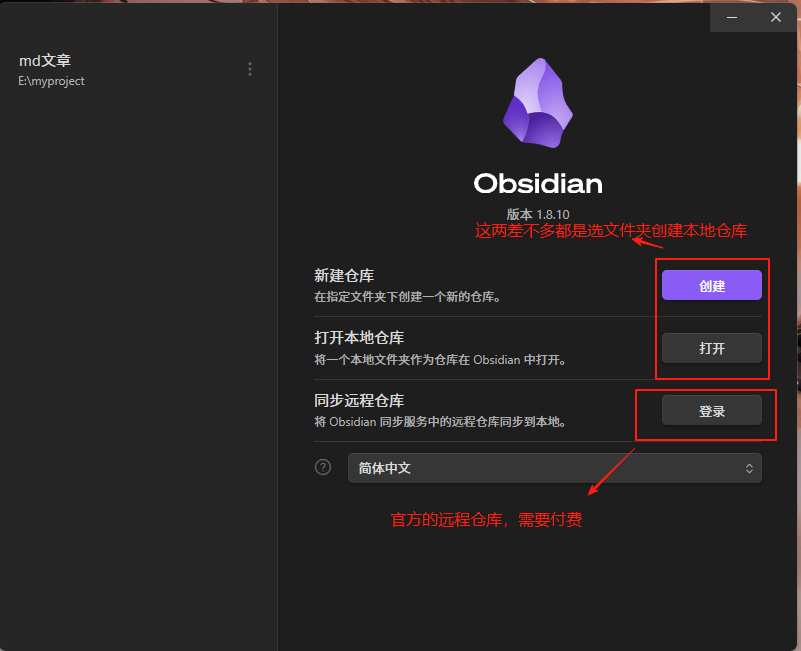 md文章
E:\myproject
Obsidian
版本 1.8.10
这两差不多都是选文件夹创建本地仓库
新建仓库
在指定文件夹下创建一个新的仓库。
创建
打开本地仓库
将一个本地文件夹作为仓库在 Obsidian 中打开。
打开
同步远程仓库
将 Obsidian 同步服务中的远程仓库同步到本地。
登录
?
简体中文
官方的远程仓库，需要付费